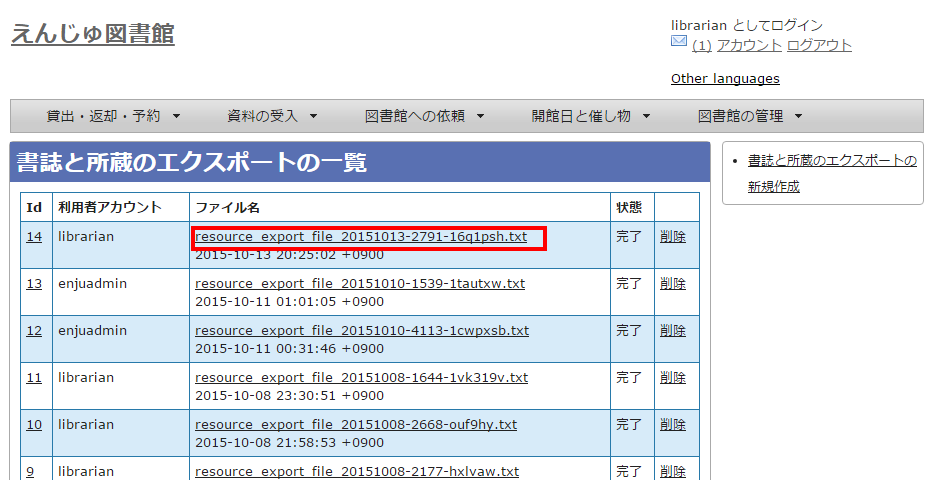 えんじゅ図書館
librarian としてログイン
(1) アカウント ログアウト
Other languages
貸出・返却・予約 ▼ 資料の受入 ▼ 図書館への依頼 ▼ 開館日と催し物 ▼ 図書館の管理 ▼
書誌と所蔵のエクスポートの一覧
Id 利用者アカウント ファイル名 状態
14 librarian resource_export_file_20151013-2791-16q1psh.txt 完了 削除
2015-10-13 20:25:02 +0900
13 enjuadmin resource_export_file_20151010-1539-1tautxw.txt 完了 削除
2015-10-11 01:01:05 +0900
12 enjuadmin resource_export_file_20151010-4113-1cwpxsb.txt 完了 削除
2015-10-11 00:31:46 +0900
11 librarian resource_export_file_20151008-1644-1vk319v.txt 完了 削除
2015-10-08 23:30:51 +0900
10 librarian resource_export_file_20151008-2668-ouf9hy.txt 完了 削除
2015-10-08 21:58:53 +0900
9 librarian resource_export_file_20151008-2177-hxlvaw.txt 完了 削除
• 書誌と所蔵のエクスポートの
新規作成